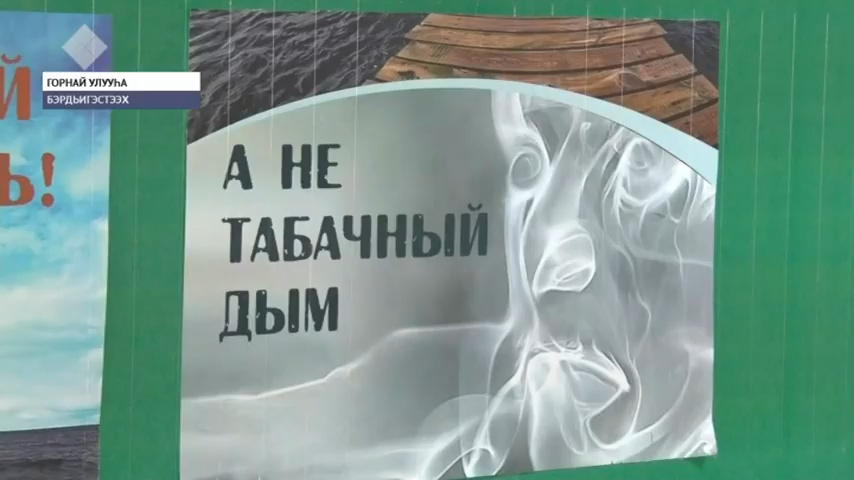 ГОРНАЙ УЛУУҺА
БЭРДЬИГЭСТЭЭХ
Й
Ь!
А НЕ
ТАБАЧНЫЙ
ДЫМ